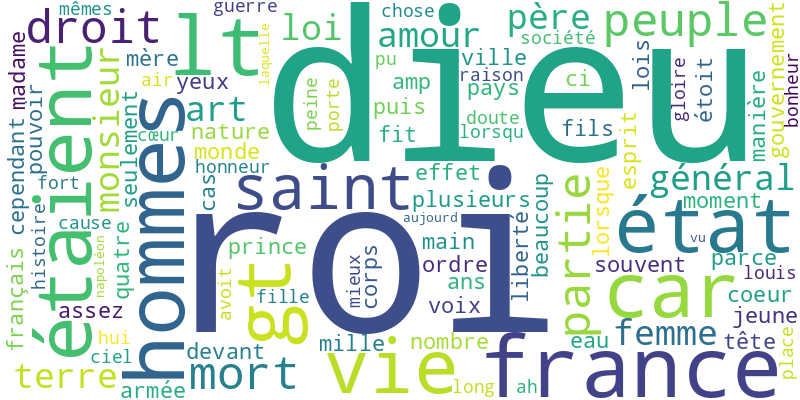 mêmes
guerre
chose
droit
lt
loi
dieu
amour
père
société
peuple
gouvernement
madame
mère
air
yeux
laquelle
pu
ville
raison
amp
pays
ci
lois
gloire
étoit
manière
bonheur
étaient
monsieur
pouvoir
cependant
seulement
hommes
art
cœur
nature
monde
honneur
peine
porte
puis
fit
doute
lorsqu
fils
esprit
fort
histoire
cas
saint
effet
plusieurs
beaucoup
partie
lorsque
général
moment
état
cause
napoléon
quatre
roi
aujourd
liberté
main
ordre
ans
voix
vu
parce
souvent
louis
français
assez
avoit
prince
gt
fille
mieux
corps
car
coeur
jeune
hui
ciel
terre
armée
devant
mort
mille
vie
nombre
long
ah
france
eau
femme
tête
place